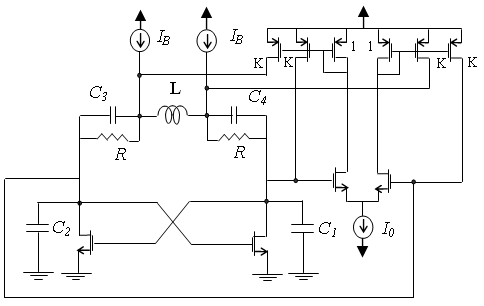 I_B
I_B
K K 1 1 K K
C_3 L C_4
R R
C_2 C_1 I_0